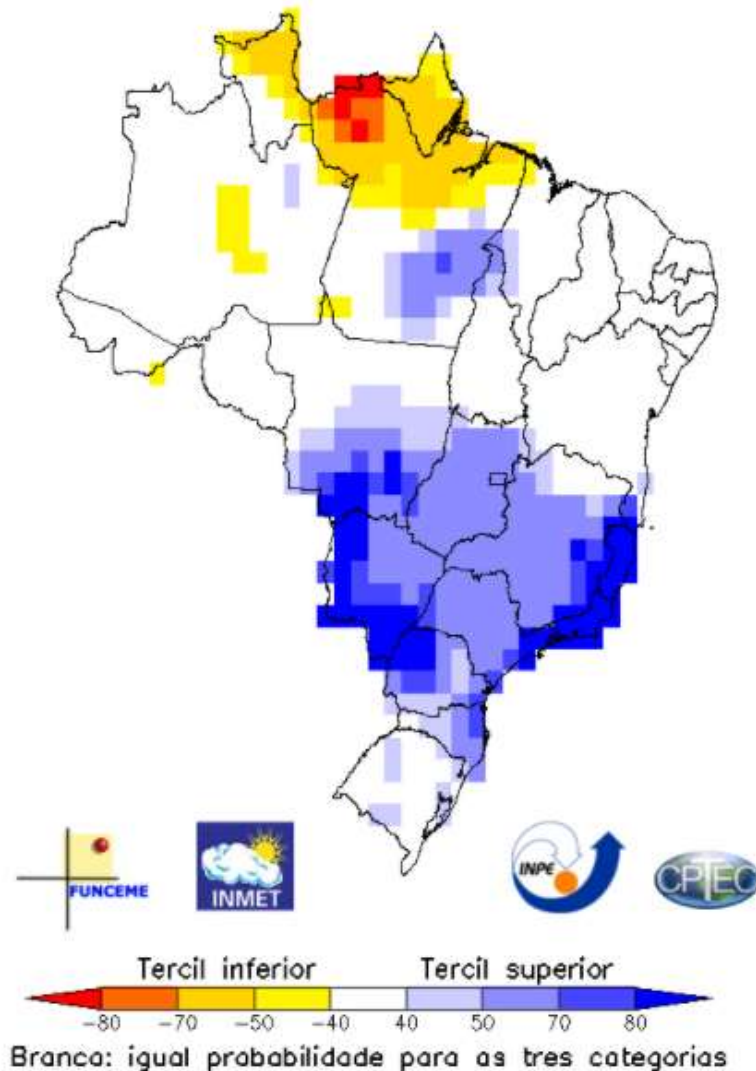 FUNCEME
INMET
INPE
CPTEC
Tercil inferior
Tercil superior
-80 -70 -50 -40 40 50 70 80
Branca: igual probabilidade para as tres categorias